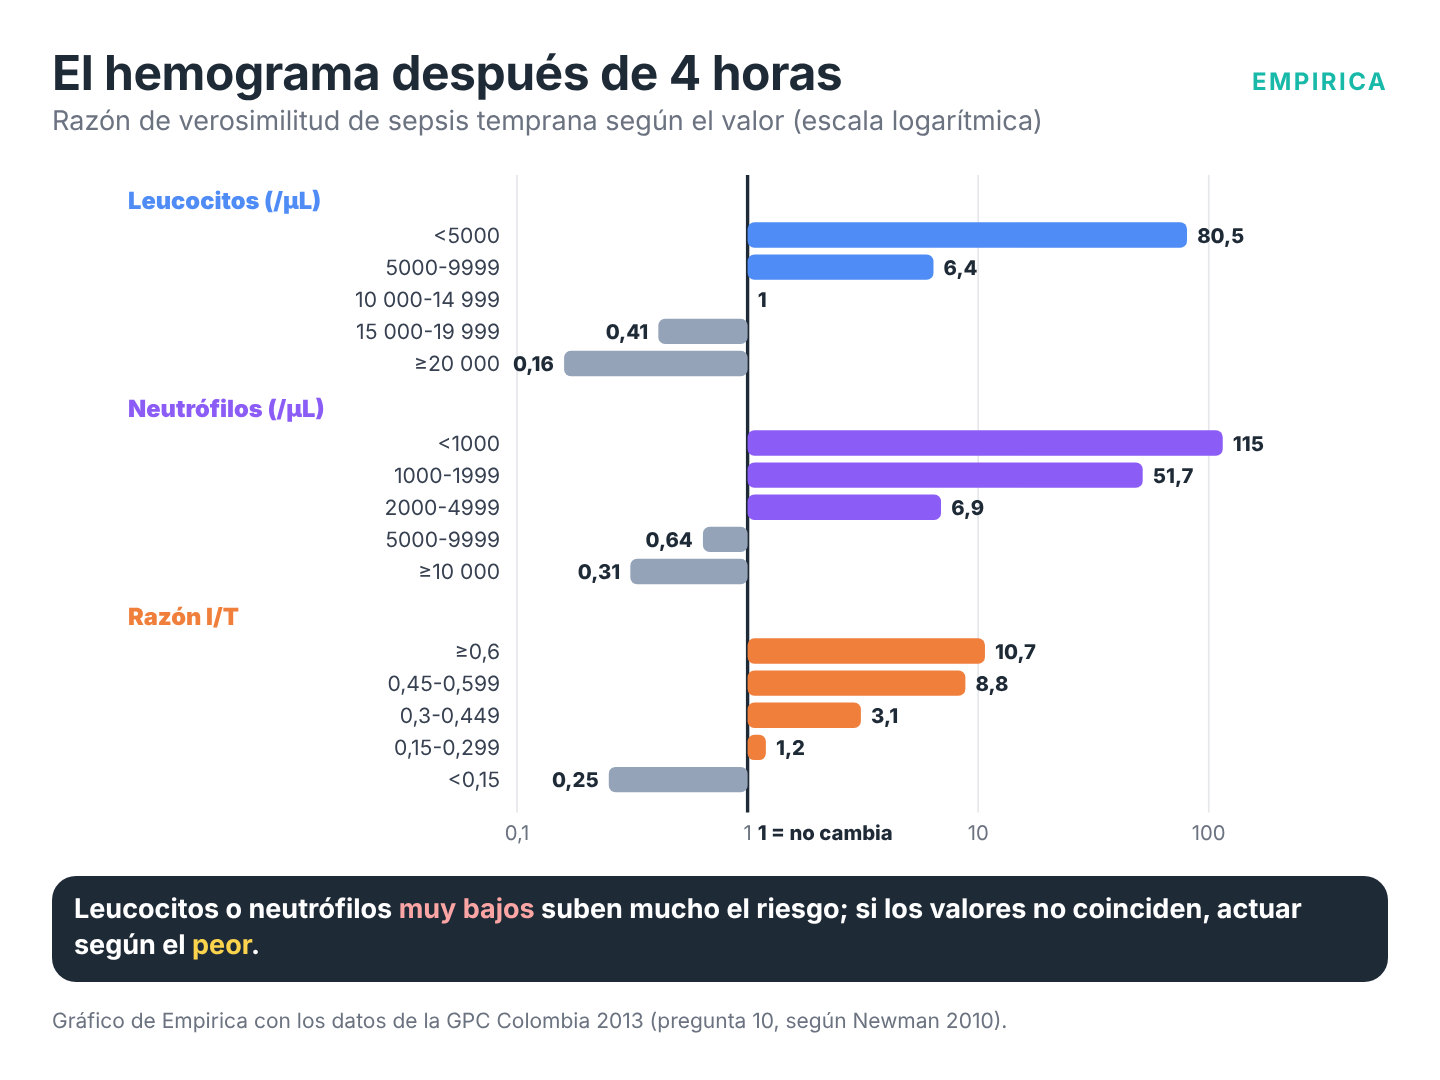 El hemograma después de 4 horas
EMPIRICA
Razón de verosimilitud de sepsis temprana según el valor (escala logarítmica)
Leucocitos (/µL)
<5000 80,5
5000-9999 6,4
10 000-14 999 1
15 000-19 999 0,41
≥20 000 0,16
Neutrófilos (/µL)
<1000 115
1000-1999 51,7
2000-4999 6,9
5000-9999 0,64
≥10 000 0,31
Razón I/T
≥0,6 10,7
0,45-0,599 8,8
0,3-0,449 3,1
0,15-0,299 1,2
<0,15 0,25
0,1 1 1 = no cambia 10 100
Leucocitos o neutrófilos muy bajos suben mucho el riesgo; si los valores no coinciden, actuar
según el peor.
Gráfico de Empirica con los datos de la GPC Colombia 2013 (pregunta 10, según Newman 2010).